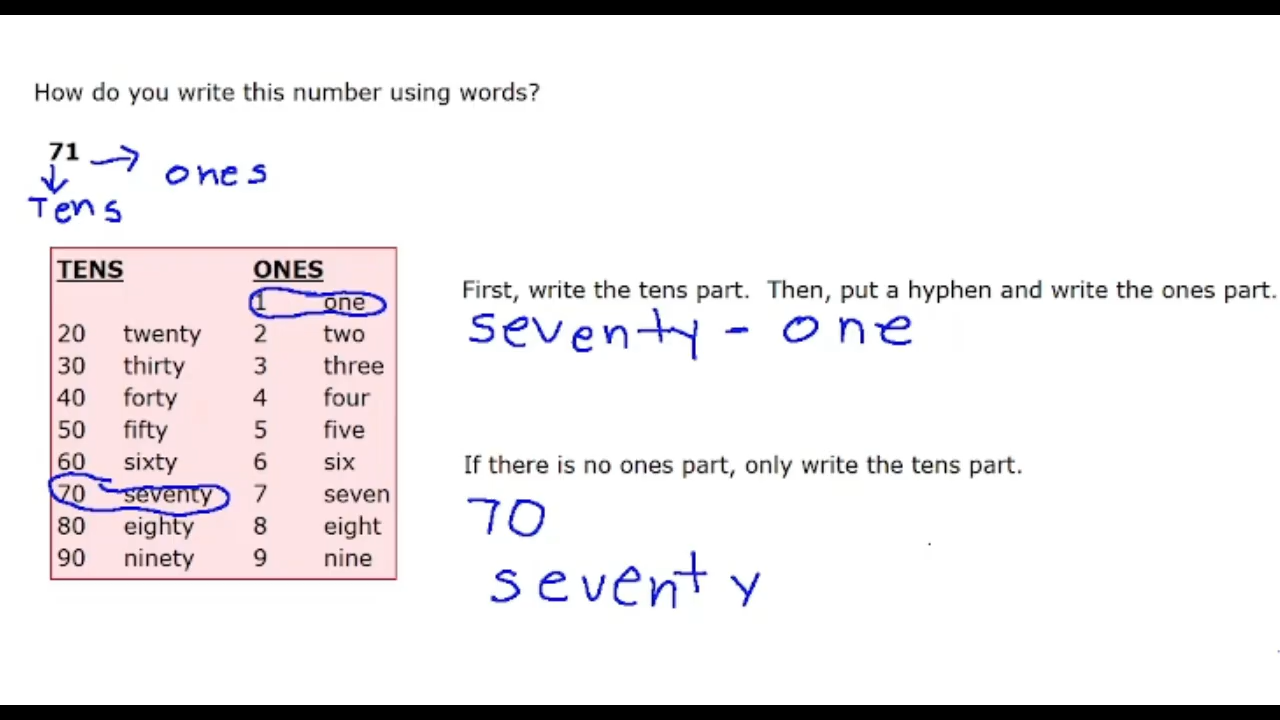 How do you write this number using words?
71 → ones
↓
Tens
TENS ONES
1 one
20 twenty 2 two
30 thirty 3 three
40 forty 4 four
50 fifty 5 five
60 sixty 6 six
70 seventy 7 seven
80 eighty 8 eight
90 ninety 9 nine
First, write the tens part. Then, put a hyphen and write the ones part.
seventy - one
If there is no ones part, only write the tens part.
70
seventy